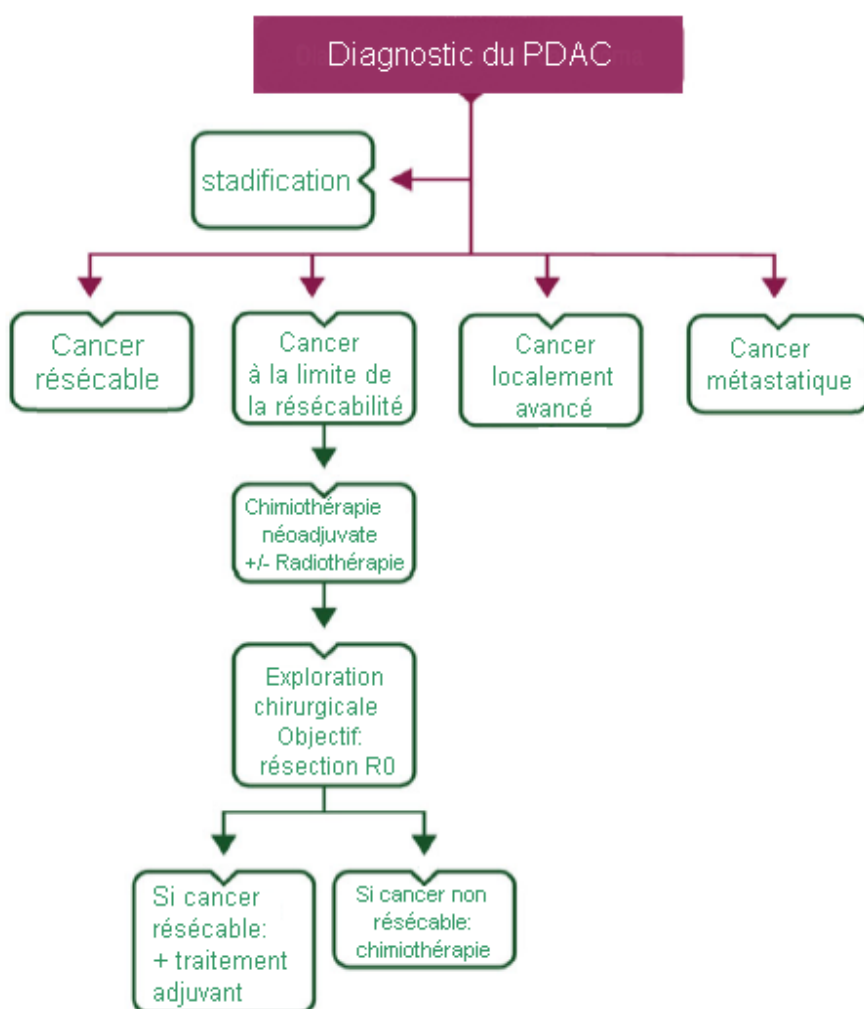 Diagnostic du PDAC
stadification
Cancer
résécable
Cancer
à la limite de
la résécabilité
Cancer
localement
avancé
Cancer
métastatique
Chimiothérapie
néoadjuvate
+/- Radiothérapie
Exploration
chirurgicale
Objectif:
résection R0
Si cancer
résécable:
+ traitement
adjuvant
Si cancer non
résécable:
chimiothérapie